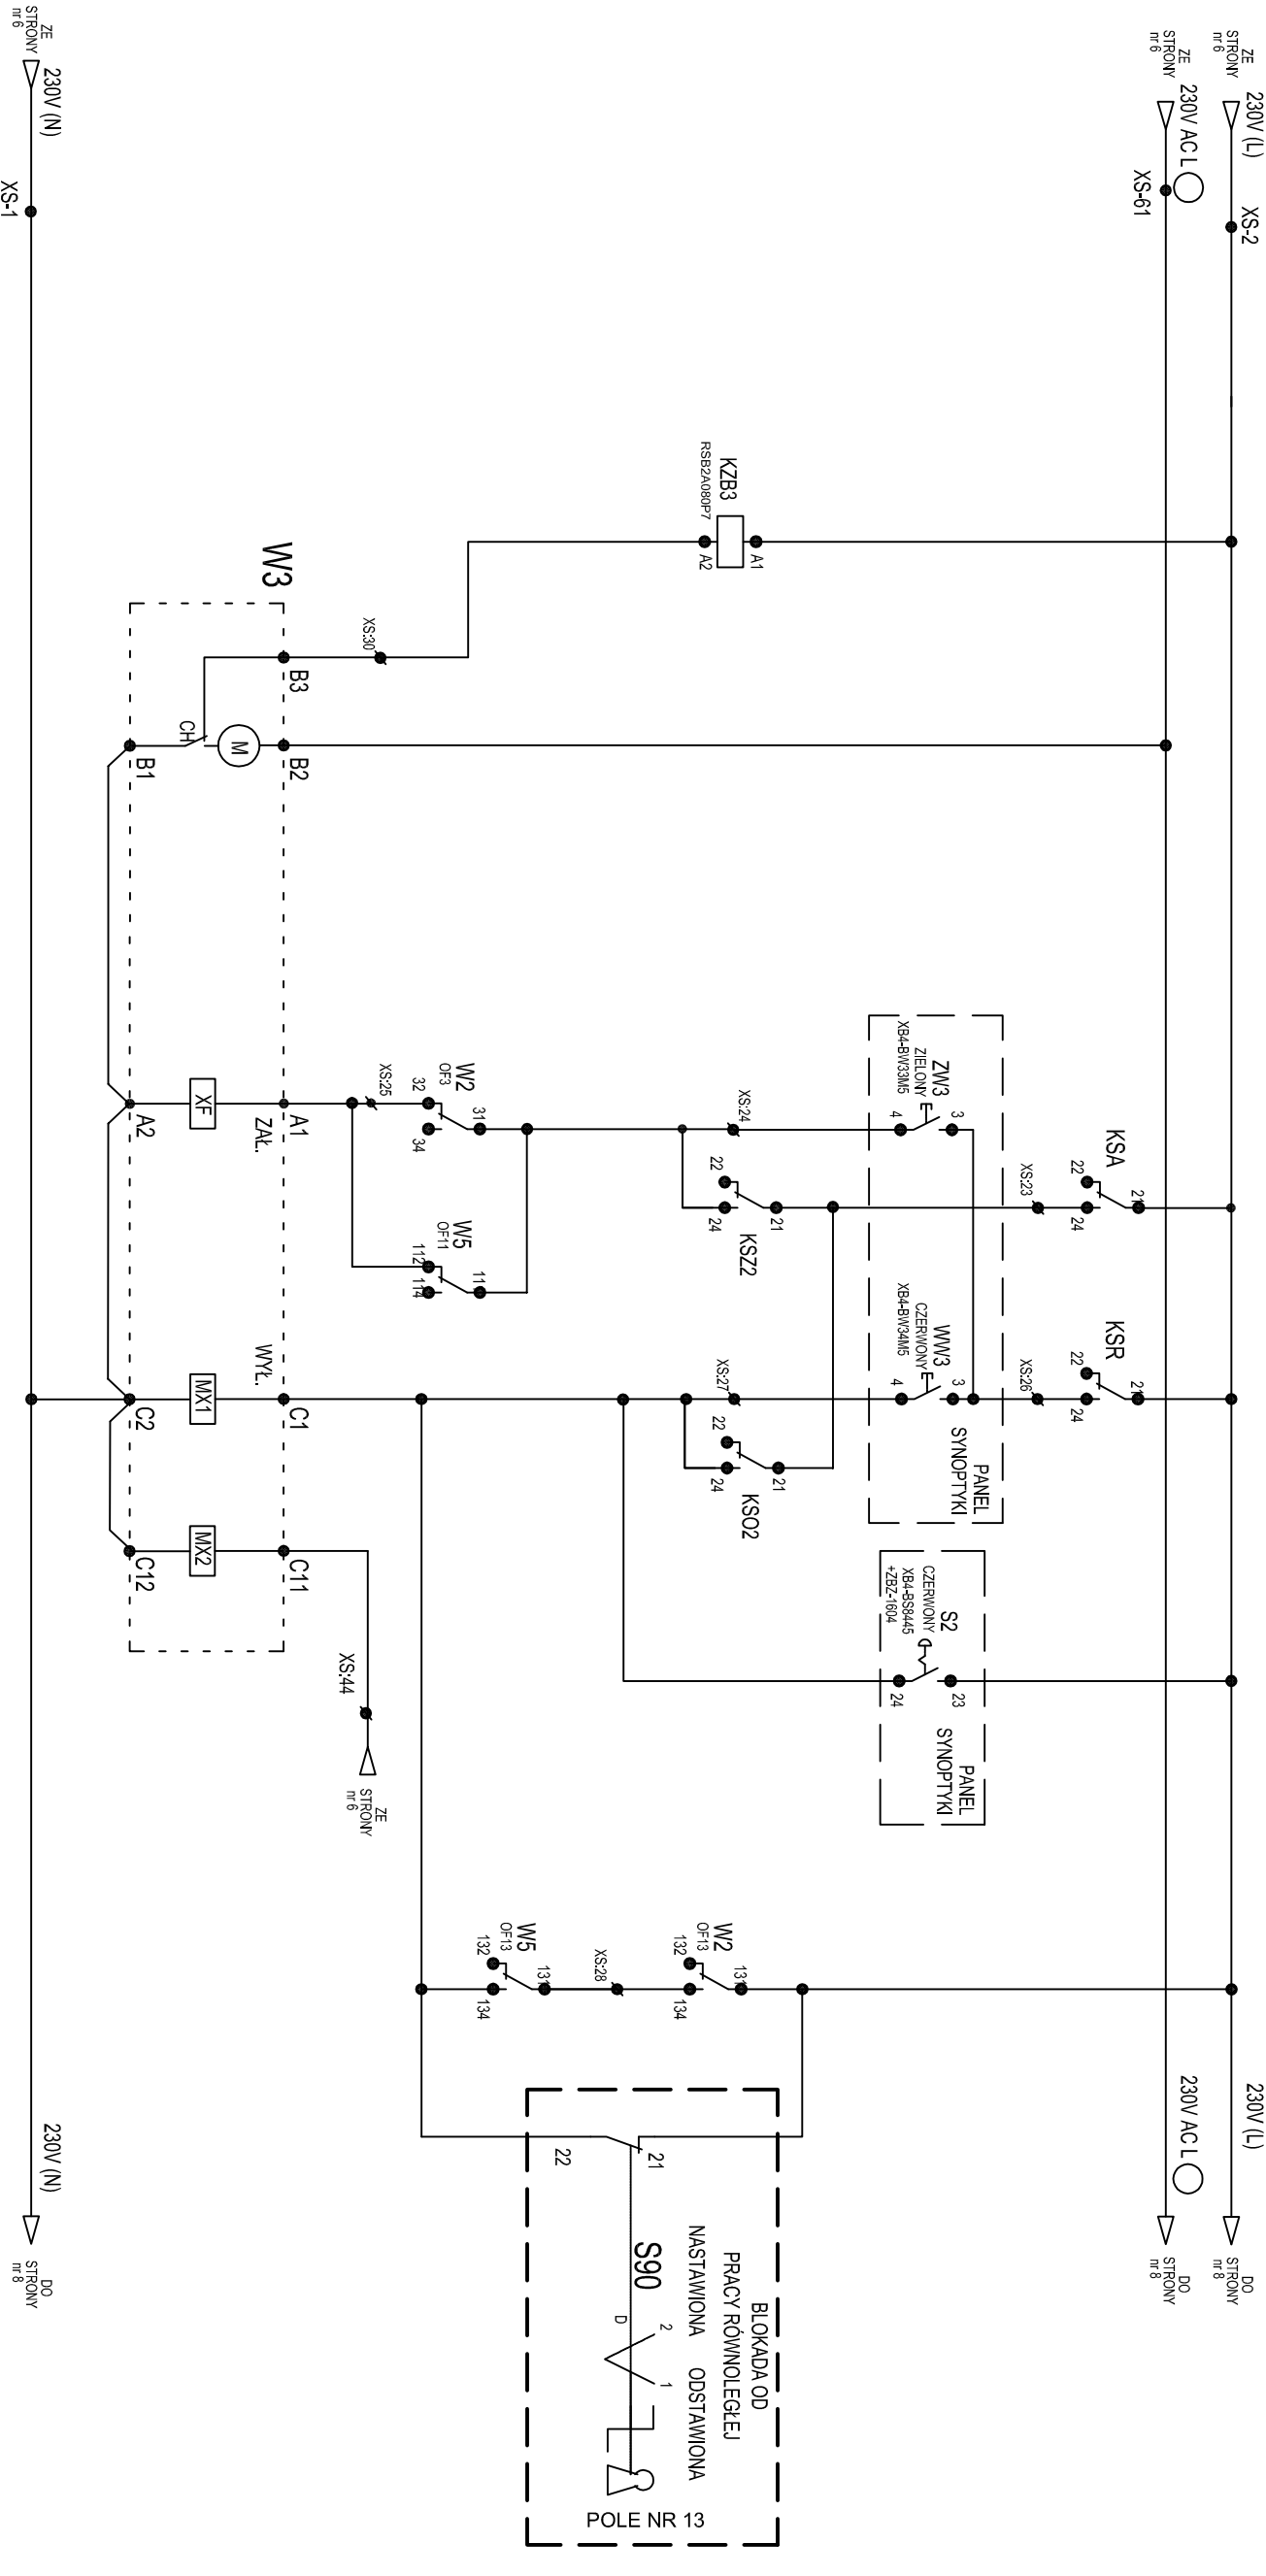 ZE
STRONY
nr 6
230V (L)
XS-2
230V (L)
DO
STRONY
nr 8
ZE
STRONY
nr 6
230V AC L
XS-61
230V AC L
DO
STRONY
nr 8
KSA
21
22
24
XS:23
KSR
21
22
24
XS:26
KZB3
RSB2A080P7
A1
A2
PANEL
SYNOPTYKI
ZW3
ZIELONY
XB4-BW33M5
3
4
WW3
CZERWONY
XB4-BW34M5
3
4
PANEL
SYNOPTYKI
S2
CZERWONY
XB4-BS8445
+ZBZ-1604
23
24
XS:24
KSZ2
21
22
24
XS:27
KSO2
21
22
24
W2
OF13
131
132
134
XS:28
W5
OF13
131
132
134
BLOKADA OD
PRACY RÓWNOLEGŁEJ
NASTAWIONA
ODSTAWIONA
S90
21
22
2
1
D
POLE NR 13
W2
OF3
31
32
34
XS:25
W5
OF11
111
112
114
XS:30
XS:44
ZE
STRONY
nr 6
W3
B3
B2
A1
ZAŁ.
WYŁ.
C1
C11
CH
M
XF
MX1
MX2
B1
A2
C2
C12
ZE
STRONY
nr 6
230V (N)
XS-1
230V (N)
DO
STRONY
nr 8